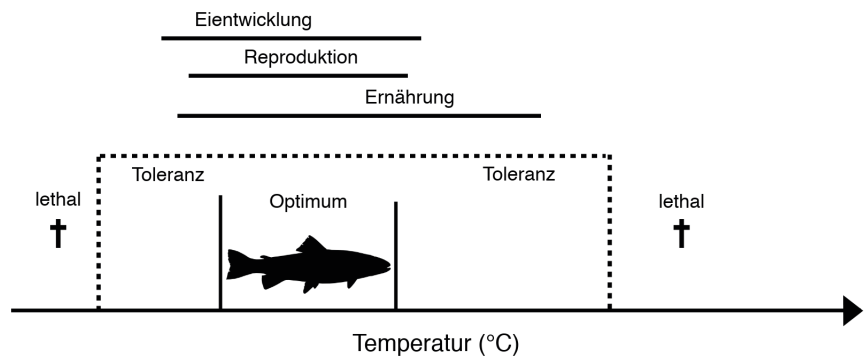 Eientwicklung
Reproduktion
Ernährung
Toleranz
Toleranz
lethal
Optimum
lethal
Temperatur (°C)